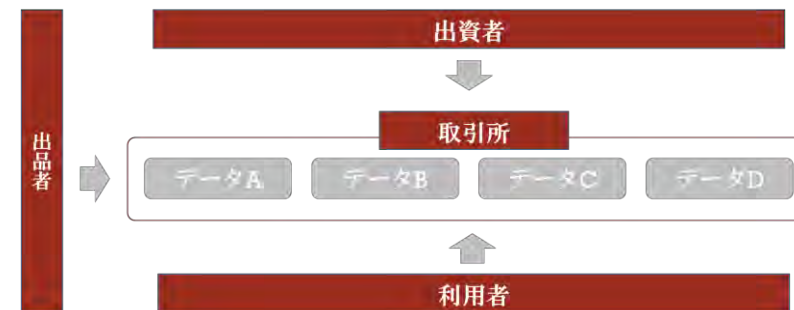 出資者
出品者
取引所
データA
データB
データC
データD
利用者